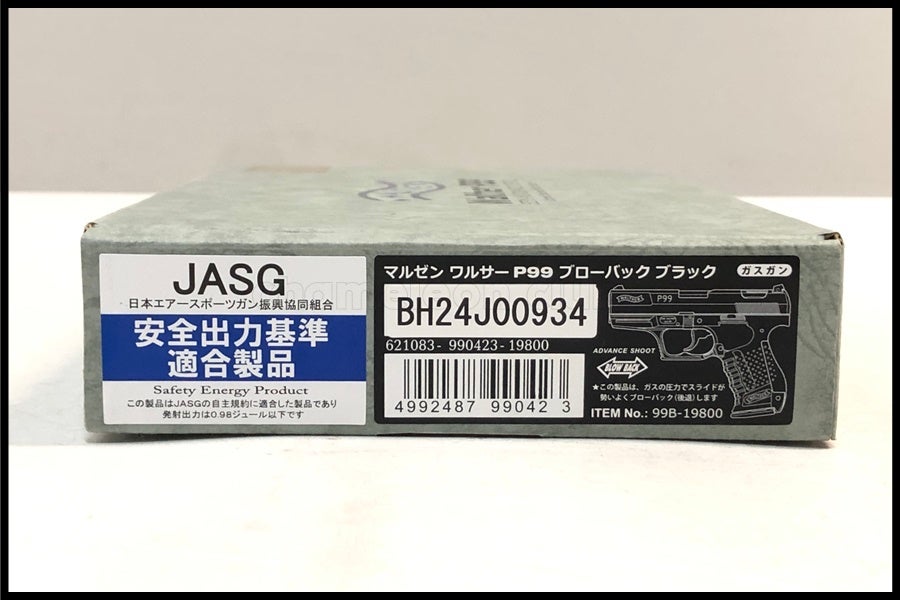 JASG
日本エアースポーツガン振興協同組合
安全出力基準
適合製品
Safety Energy Product
この製品はJASGの自主規約に適合した製品であり
発射出力は0.98ジュール以下です
マルゼン ワルサー P99 ブローバック ブラック
ガスガン
BH24J00934
621083- 990423-19800
4992487 99042 3
WALTHER
P99
ADVANCE SHOOT
BLOW BACK
★この製品は、ガスの圧力でスライドが
勢いよくブローバック(後退)します
ITEM No.: 99B-19800